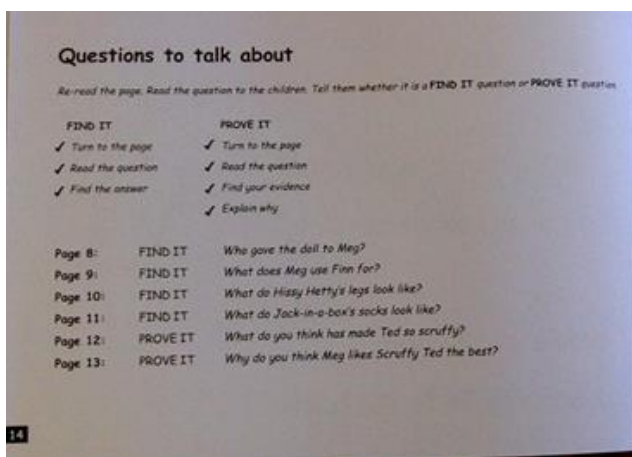 Questions to talk about
Re-read the page. Read the question to the children. Tell them whether it is a FIND IT question or PROVE IT question.
FIND IT PROVE IT
✓ Turn to the page ✓ Turn to the page
✓ Read the question ✓ Read the question
✓ Find the answer ✓ Find your evidence
✓ Explain why
Page 8: FIND IT Who gave the doll to Meg?
Page 9: FIND IT What does Meg use Finn for?
Page 10: FIND IT What do Hissy Hetty's legs look like?
Page 11: FIND IT What do Jack-in-a-box's socks look like?
Page 12: PROVE IT What do you think has made Ted so scruffy?
Page 13: PROVE IT Why do you think Meg likes Scruffy Ted the best?
14